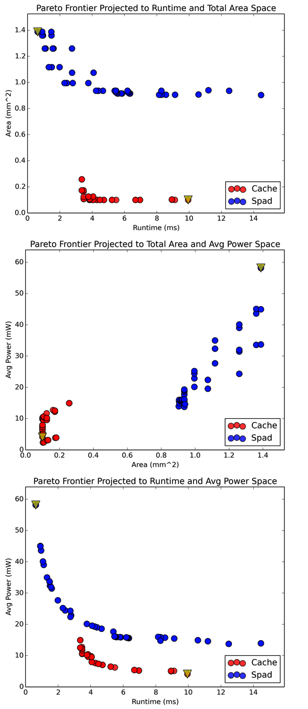 Pareto Frontier Projected to Runtime and Total Area Space
1.4
1.2
1.0
0.8
0.6
0.4
0.2
0.0
Area (mm^2)
Cache
Spad
0 2 4 6 8 10 12 14
Runtime (ms)
Pareto Frontier Projected to Total Area and Avg Power Space
60
50
40
30
20
10
0
Avg Power (mW)
Cache
Spad
0.0 0.2 0.4 0.6 0.8 1.0 1.2 1.4
Area (mm^2)
Pareto Frontier Projected to Runtime and Avg Power Space
60
50
40
30
20
10
0
Avg Power (mW)
Cache
Spad
0 2 4 6 8 10 12 14
Runtime (ms)